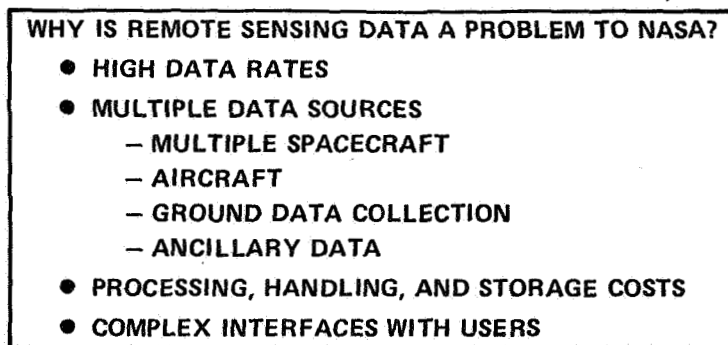 WHY IS REMOTE SENSING DATA A PROBLEM TO NASA?
● HIGH DATA RATES
● MULTIPLE DATA SOURCES
– MULTIPLE SPACECRAFT
– AIRCRAFT
– GROUND DATA COLLECTION
– ANCILLARY DATA
● PROCESSING, HANDLING, AND STORAGE COSTS
● COMPLEX INTERFACES WITH USERS